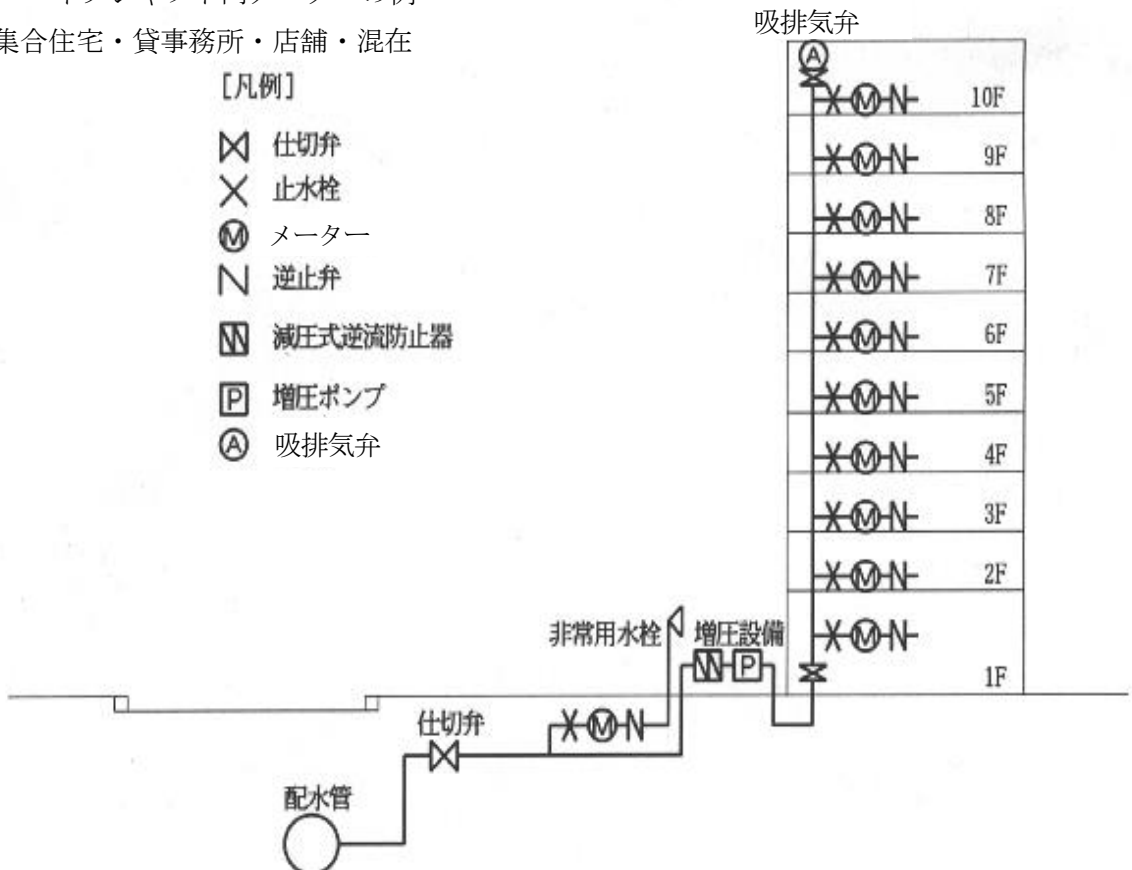 集合住宅・貸事務所・店舗・混在
吸排気弁
[凡例]
仕切弁
止水栓
M メーター
逆止弁
減圧式逆流防止器
P 増圧ポンプ
A 吸排気弁
A
M 10F
M 9F
M 8F
M 7F
M 6F
M 5F
M 4F
M 3F
M 2F
M
1F
非常用水栓
増圧設備
P
仕切弁
M
配水管